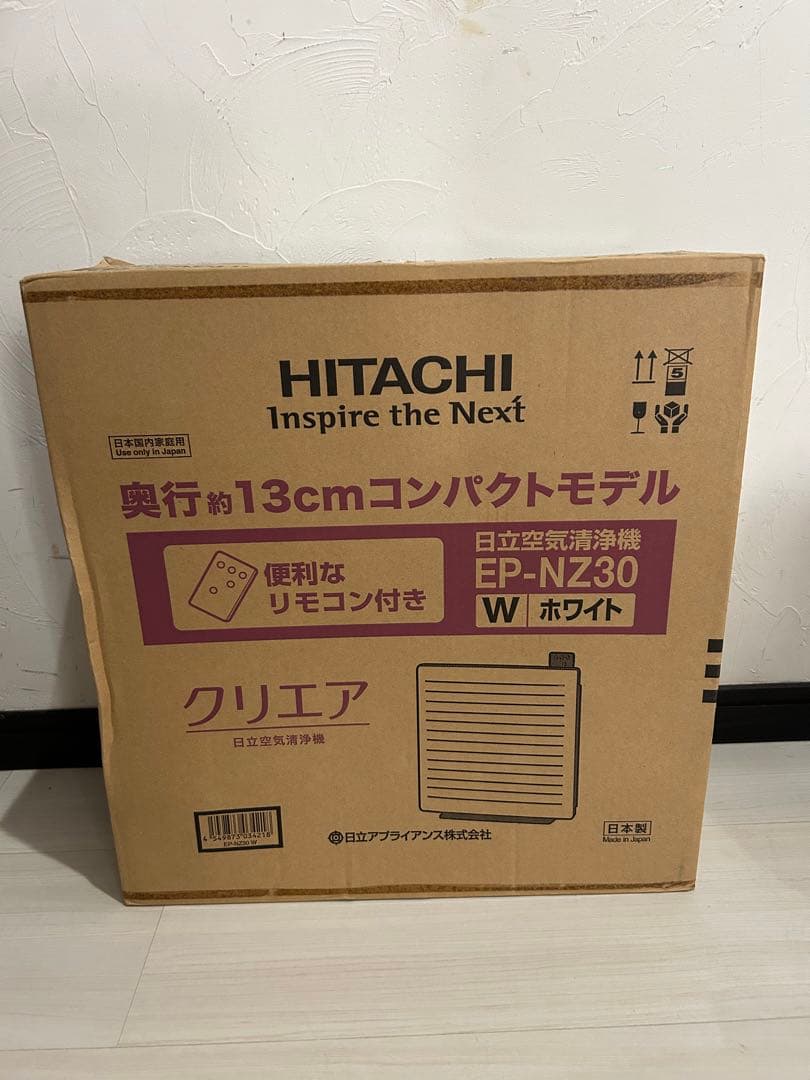 HITACHI
Inspire the Next
5
日本国内家庭用
Use only in Japan
奥行約13cmコンパクトモデル
便利な
リモコン付き
日立空気清浄機
EP-NZ30
W ホワイト
クリエア
日立空気清浄機
4 549873 034218
EP-NZ30 W
日立アプライアンス株式会社
日本製
Made in Japan